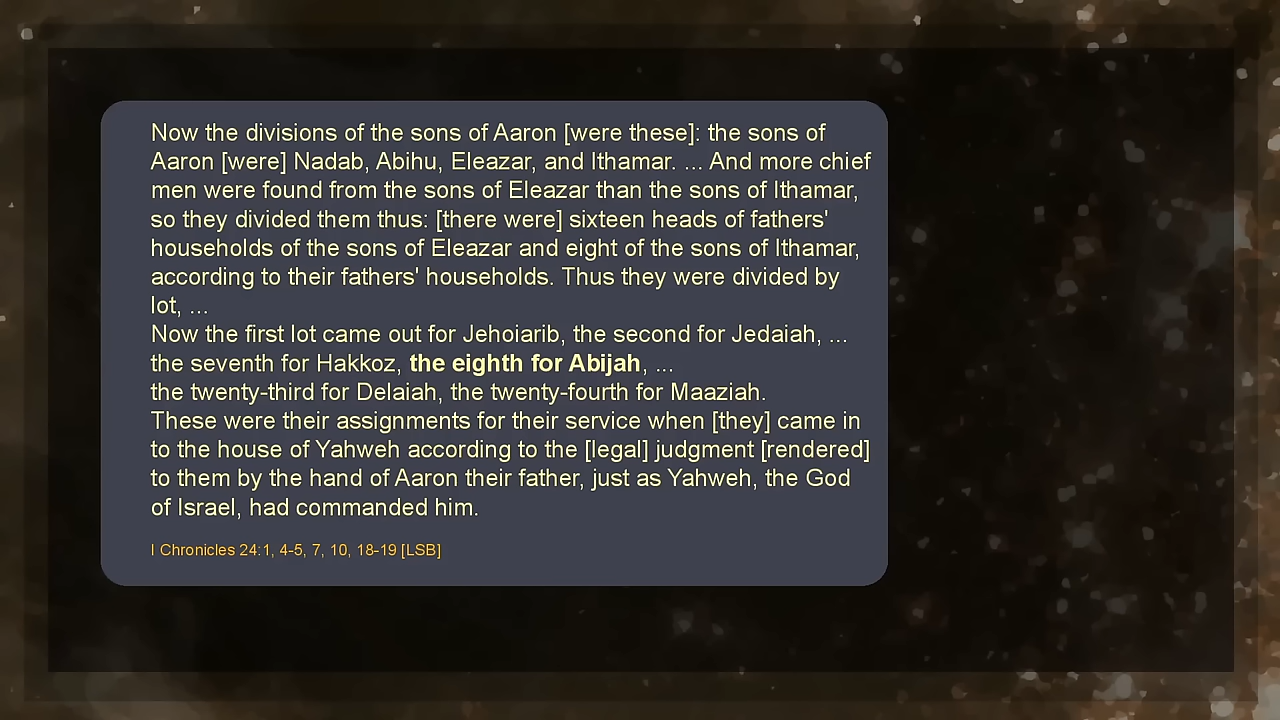 Now the divisions of the sons of Aaron [were these]: the sons of
Aaron [were] Nadab, Abihu, Eleazar, and Ithamar. ... And more chief
men were found from the sons of Eleazar than the sons of Ithamar,
so they divided them thus: [there were] sixteen heads of fathers'
households of the sons of Eleazar and eight of the sons of Ithamar,
according to their fathers' households. Thus they were divided by
lot, ...
Now the first lot came out for Jehoiarib, the second for Jedaiah, ...
the seventh for Hakkoz, the eighth for Abijah, ...
the twenty-third for Delaiah, the twenty-fourth for Maaziah.
These were their assignments for their service when [they] came in
to the house of Yahweh according to the [legal] judgment [rendered]
to them by the hand of Aaron their father, just as Yahweh, the God
of Israel, had commanded him.
I Chronicles 24:1, 4-5, 7, 10, 18-19 [LSB]